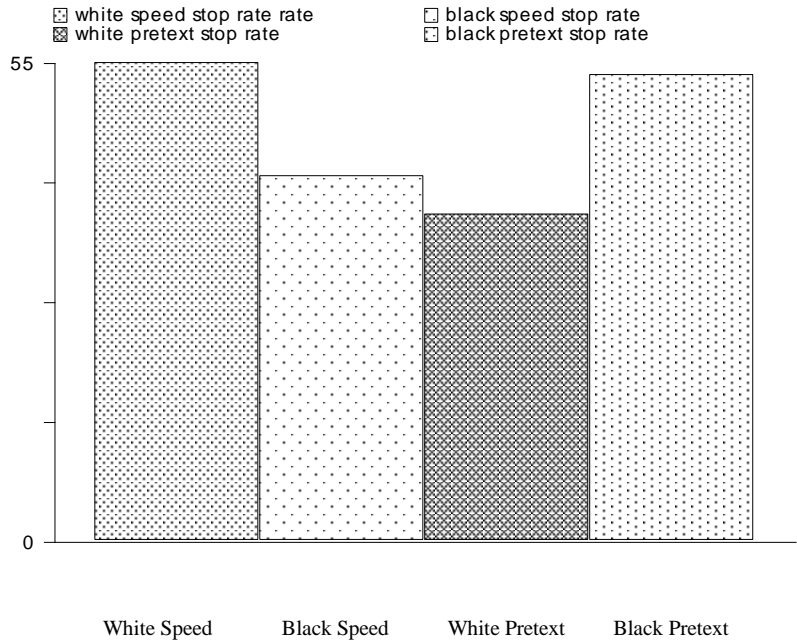 white speed stop rate rate
black speed stop rate
white pretext stop rate
black pretext stop rate
55
0
White Speed
Black Speed
White Pretext
Black Pretext